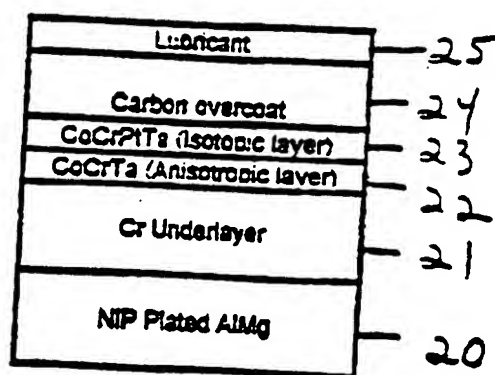 Lubricant 25
Carbon overcoat 24
CoCrPtTa (Isotopic layer) 23
CoCrTa (Anisotropic layer) 22
Cr Underlayer 21
NIP Plated AlMg 20